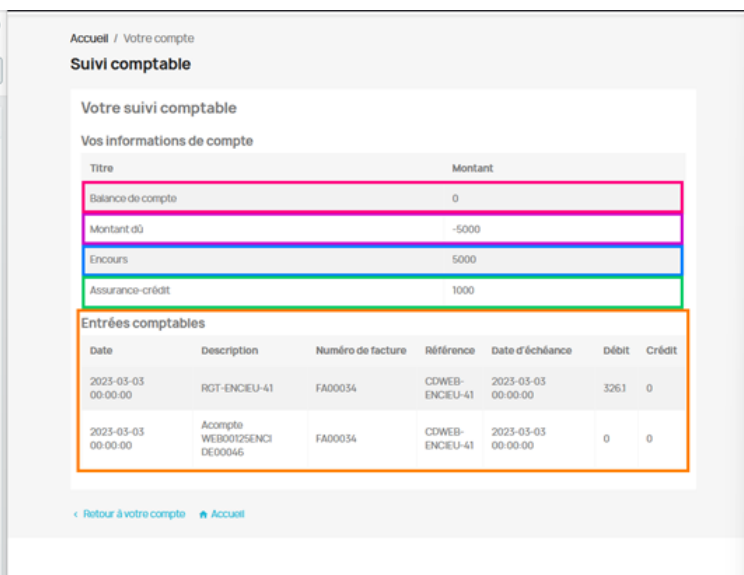 Accueil / Votre compte
Suivi comptable
Votre suivi comptable
Vos informations de compte
Titre Montant
Balance de compte 0
Montant dû -5000
Encours 5000
Assurance-crédit 1000
Entrées comptables
Date Description Numéro de facture Référence Date d'échéance Débit Crédit
2023-03-03 00:00:00 RGT-ENCIEU-41 FA00034 CDWEB-ENCIEU-41 2023-03-03 00:00:00 326.1 0
2023-03-03 00:00:00 Acompte WEB00125ENCI DE00046 FA00034 CDWEB-ENCIEU-41 2023-03-03 00:00:00 0 0
< Retour à votre compte Accueil